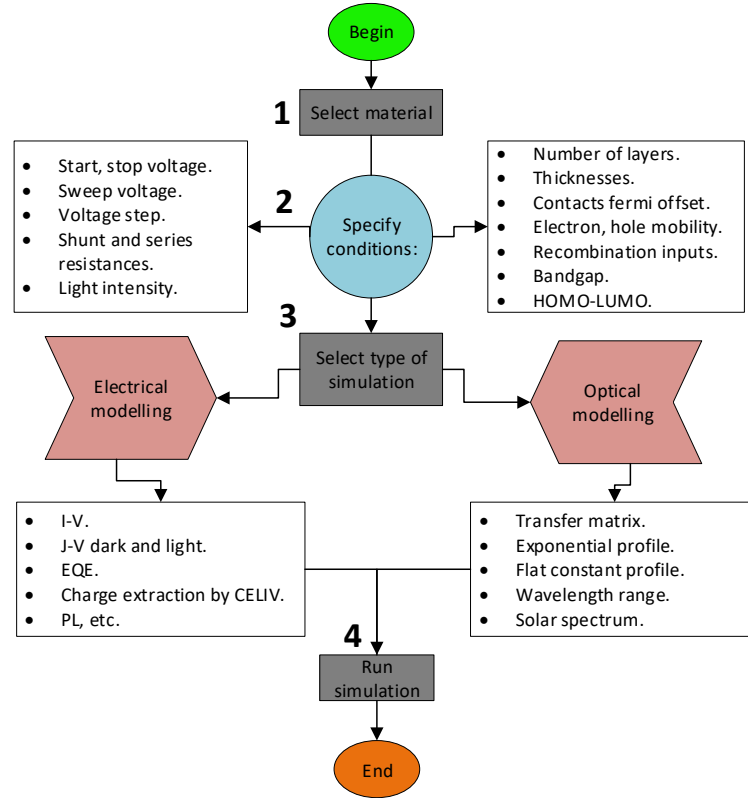 Begin
1
Select material
• Start, stop voltage.
• Sweep voltage.
• Voltage step.
• Shunt and series
resistances.
• Light intensity.
2
Specify
conditions:
• Number of layers.
• Thicknesses.
• Contacts fermi offset.
• Electron, hole mobility.
• Recombination inputs.
• Bandgap.
• HOMO-LUMO.
3
Select type of
simulation
Electrical
modelling
Optical
modelling
• I-V.
• J-V dark and light.
• EQE.
• Charge extraction by CELIV.
• PL, etc.
• Transfer matrix.
• Exponential profile.
• Flat constant profile.
• Wavelength range.
• Solar spectrum.
4
Run
simulation
End